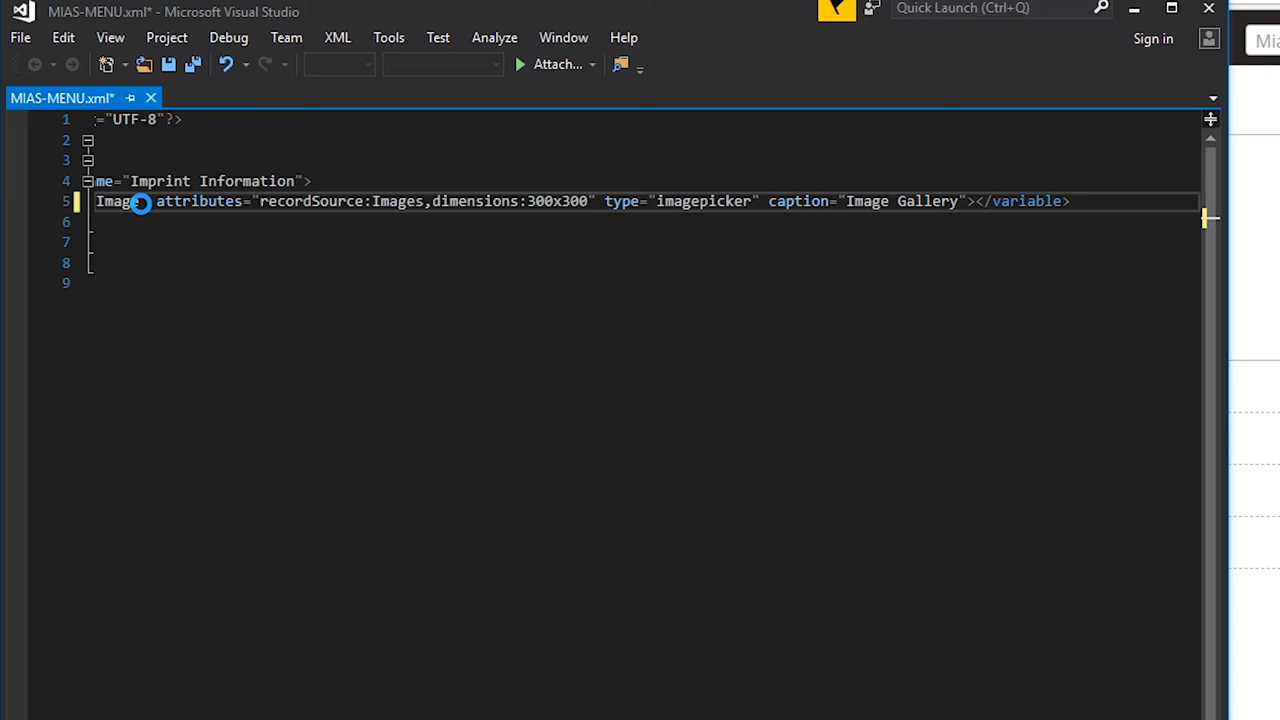 MIAS-MENU.xml* - Microsoft Visual Studio
Quick Launch (Ctrl+Q)
File Edit View Project Debug Team XML Tools Test Analyze Window Help
Sign in
Attach...
MIAS-MENU.xml*
1 ="UTF-8"?>
2
3
4 me="Imprint Information">
5 Image attributes="recordSource:Images,dimensions:300x300" type="imagepicker" caption="Image Gallery"></variable>
6
7
8
9